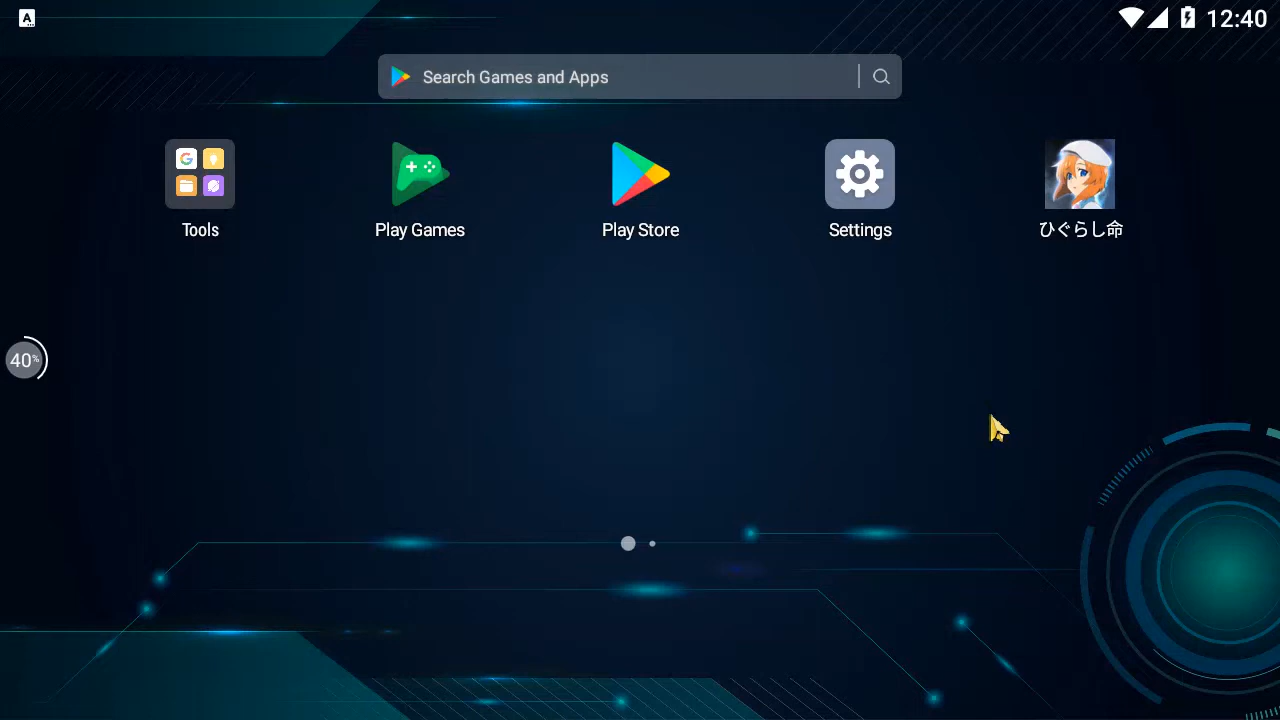 A
12:40
Search Games and Apps
Tools
Play Games
Play Store
Settings
ひぐらし命
40%